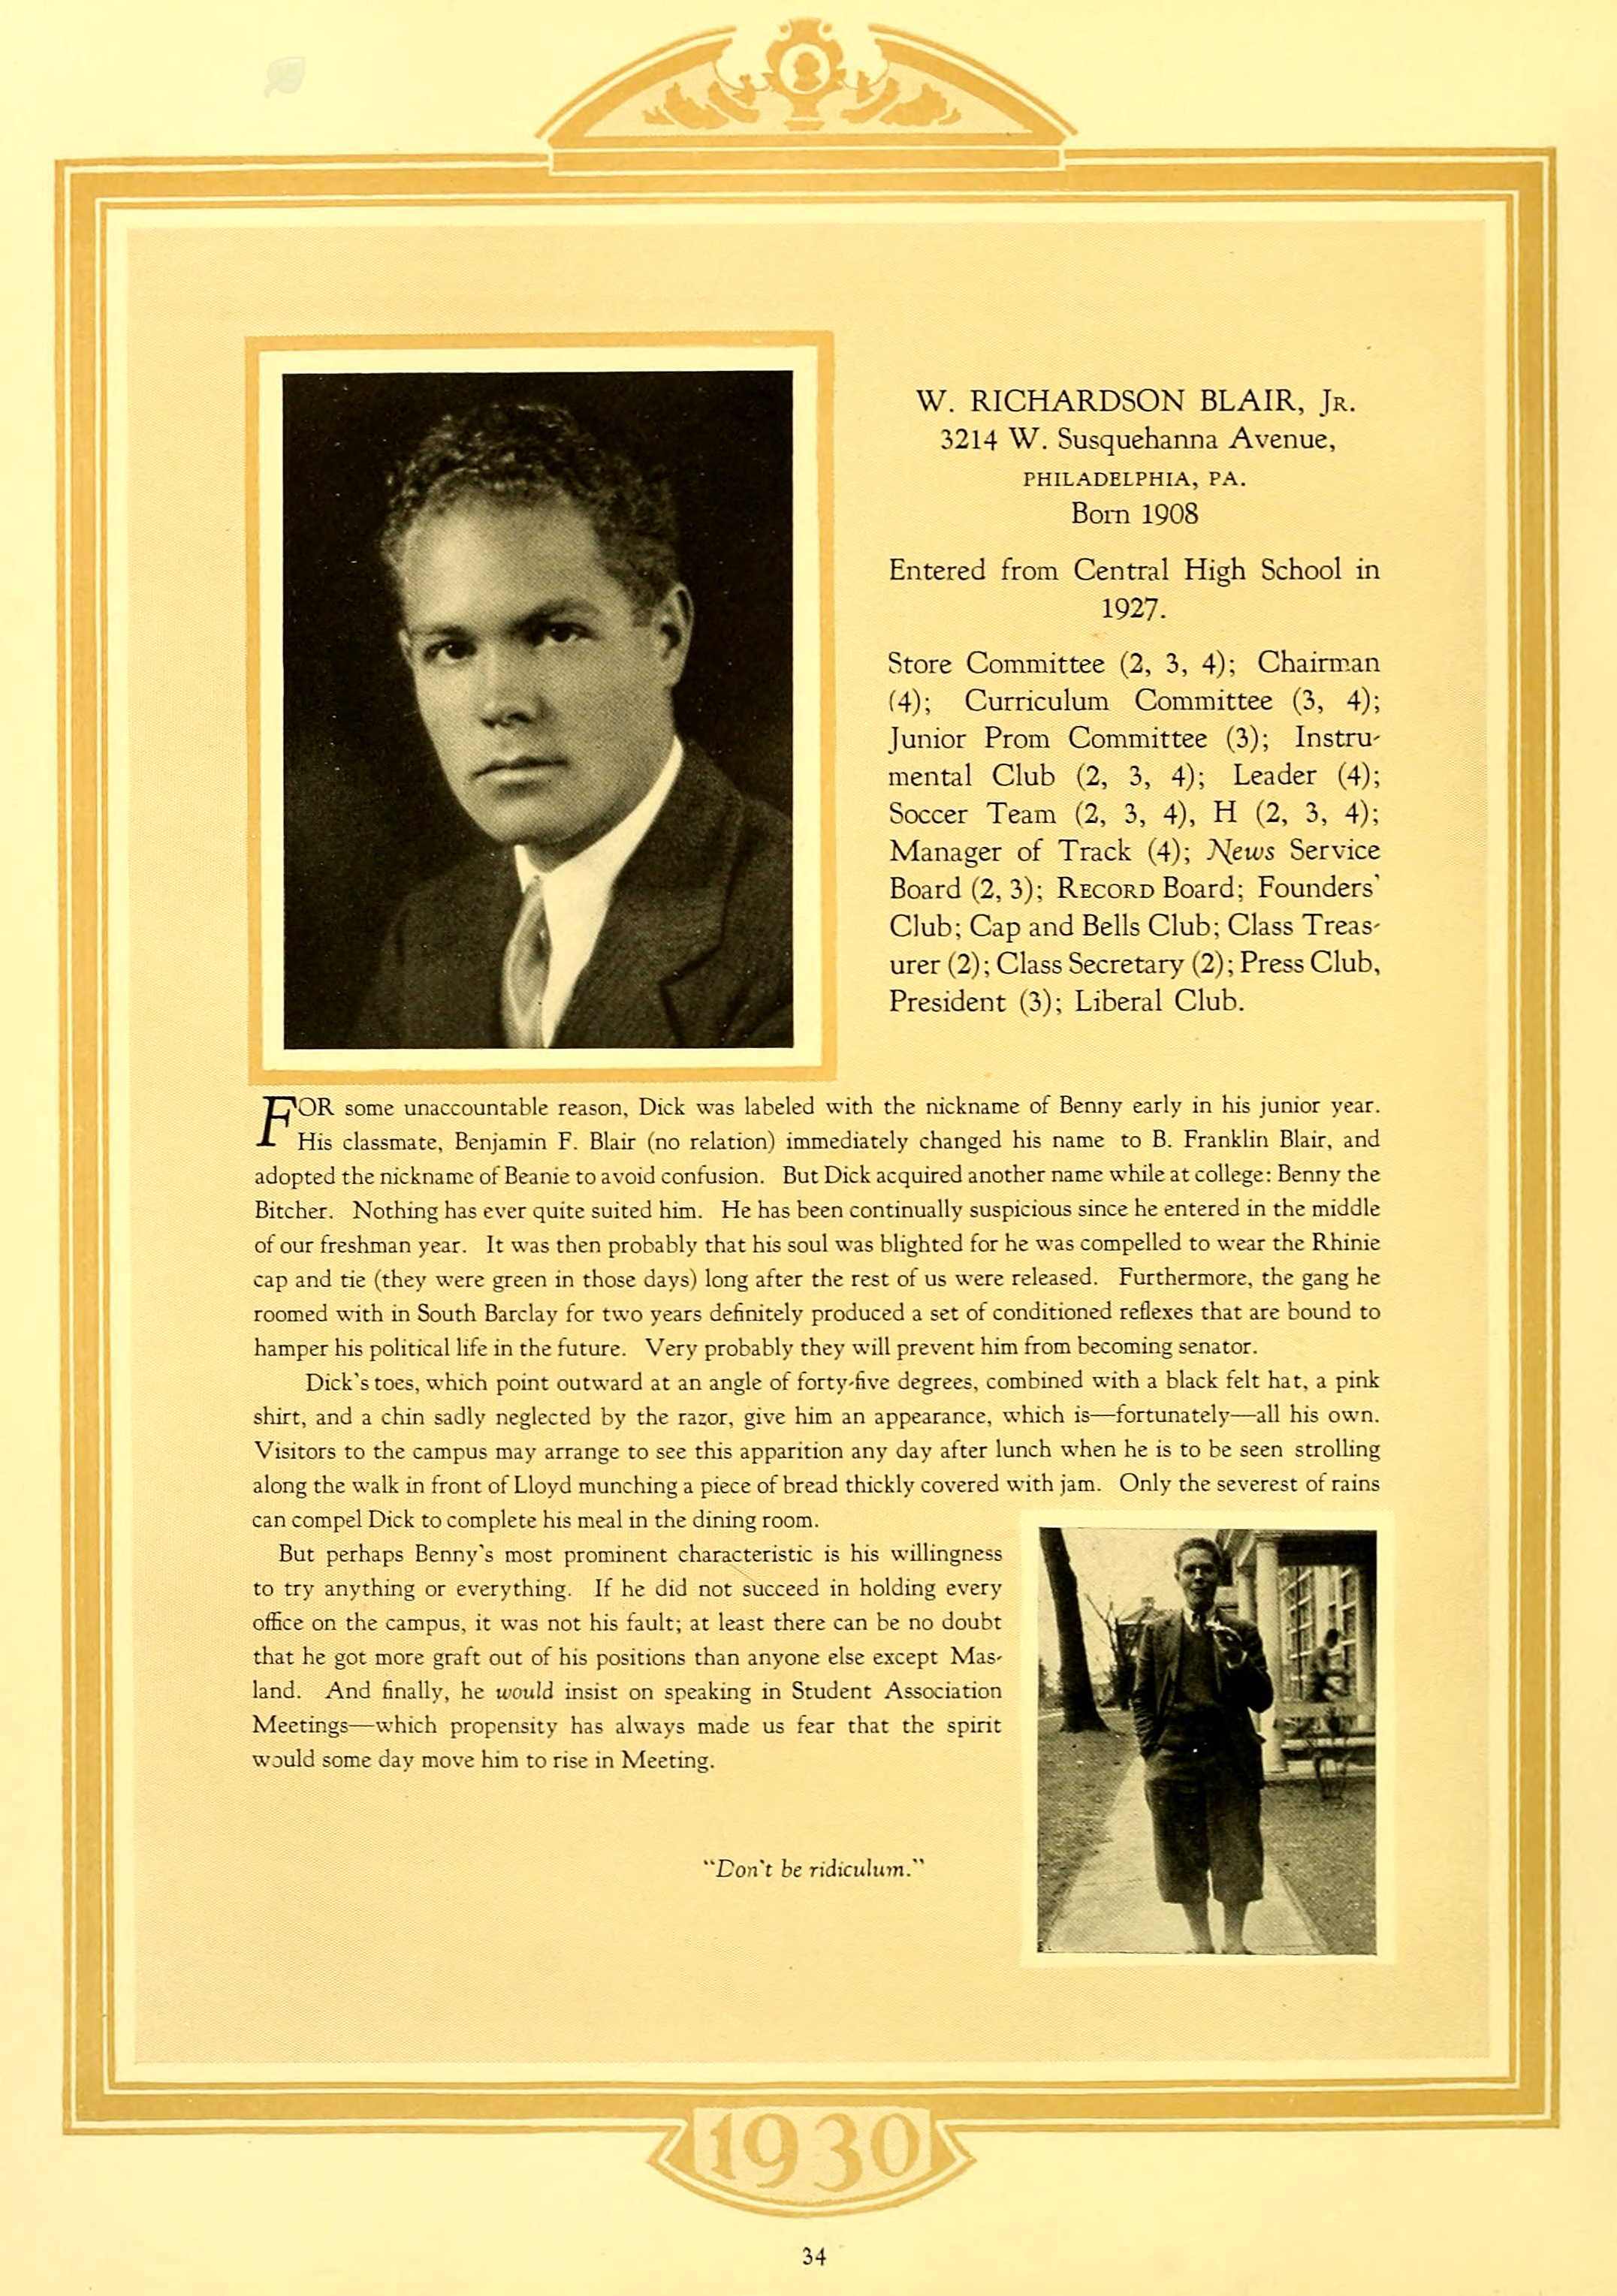 W. RICHARDSON BLAIR, JR.
3214 W. Susquehanna Avenue,
PHILADELPHIA, PA.
Born 1908
Entered from Central High School in
1927.
Store Committee (2, 3, 4); Chairman
(4); Curriculum Committee (3, 4);
Junior Prom Committee (3); Instru-
mental Club (2, 3, 4); Leader (4);
Soccer Team (2, 3, 4), H (2, 3, 4);
Manager of Track (4); News Service
Board (2, 3); RECORD Board; Founders'
Club; Cap and Bells Club; Class Treas-
urer (2); Class Secretary (2); Press Club,
President (3); Liberal Club.
FOR some unaccountable reason, Dick was labeled with the nickname of Benny early in his junior year.
His classmate, Benjamin F. Blair (no relation) immediately changed his name to B. Franklin Blair, and
adopted the nickname of Beanie to avoid confusion. But Dick acquired another name while at college: Benny the
Bitcher. Nothing has ever quite suited him. He has been continually suspicious since he entered in the middle
of our freshman year. It was then probably that his soul was blighted for he was compelled to wear the Rhinie
cap and tie (they were green in those days) long after the rest of us were released. Furthermore, the gang he
roomed with in South Barclay for two years definitely produced a set of conditioned reflexes that are bound to
hamper his political life in the future. Very probably they will prevent him from becoming senator.
Dick's toes, which point outward at an angle of forty-five degrees, combined with a black felt hat, a pink
shirt, and a chin sadly neglected by the razor, give him an appearance, which is—fortunately—all his own.
Visitors to the campus may arrange to see this apparition any day after lunch when he is to be seen strolling
along the walk in front of Lloyd munching a piece of bread thickly covered with jam. Only the severest of rains
can compel Dick to complete his meal in the dining room.
But perhaps Benny's most prominent characteristic is his willingness
to try anything or everything. If he did not succeed in holding every
office on the campus, it was not his fault; at least there can be no doubt
that he got more graft out of his positions than anyone else except Mas-
land. And finally, he would insist on speaking in Student Association
Meetings—which propensity has always made us fear that the spirit
would some day move him to rise in Meeting.
"Don't be ridiculum."
1930
34